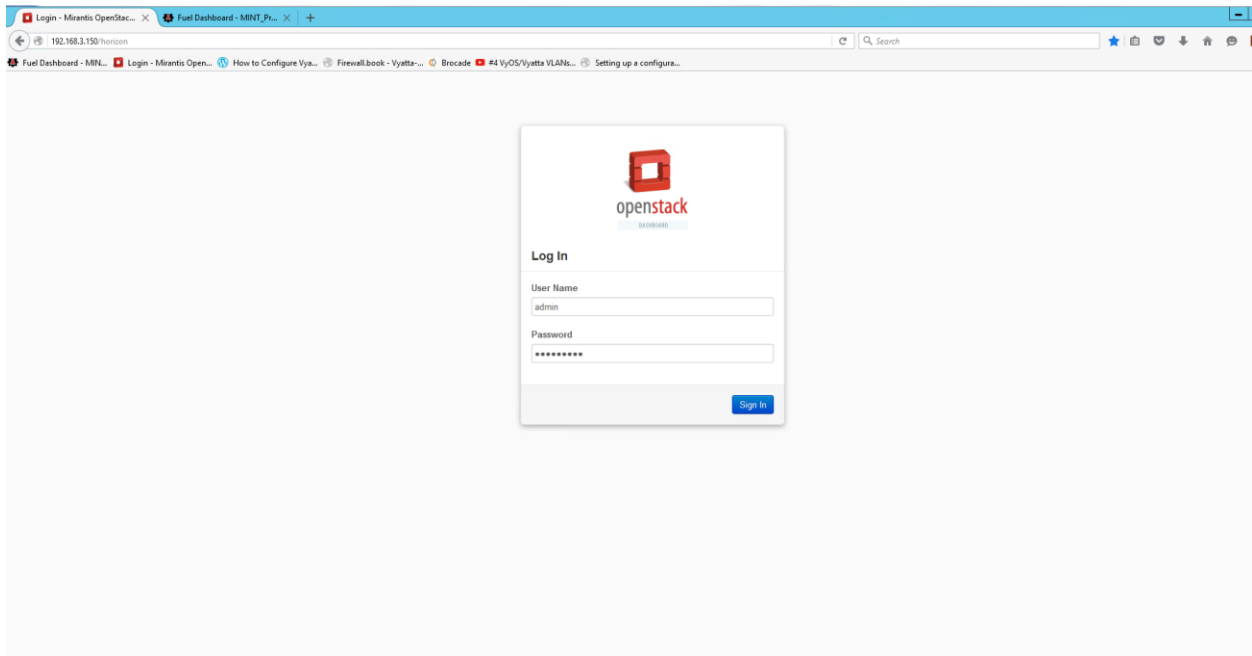 Login - Mirantis OpenStac...
Fuel Dashboard - MINT_Pr...
192.168.3.150/horizon
Search
Fuel Dashboard - MIN...
Login - Mirantis Open...
How to Configure Vya...
Firewall.book - Vyatta-...
Brocade
#4 VyOS/Vyatta VLANs...
Setting up a configura...
openstack
DASHBOARD
Log In
User Name
admin
Password
Sign In